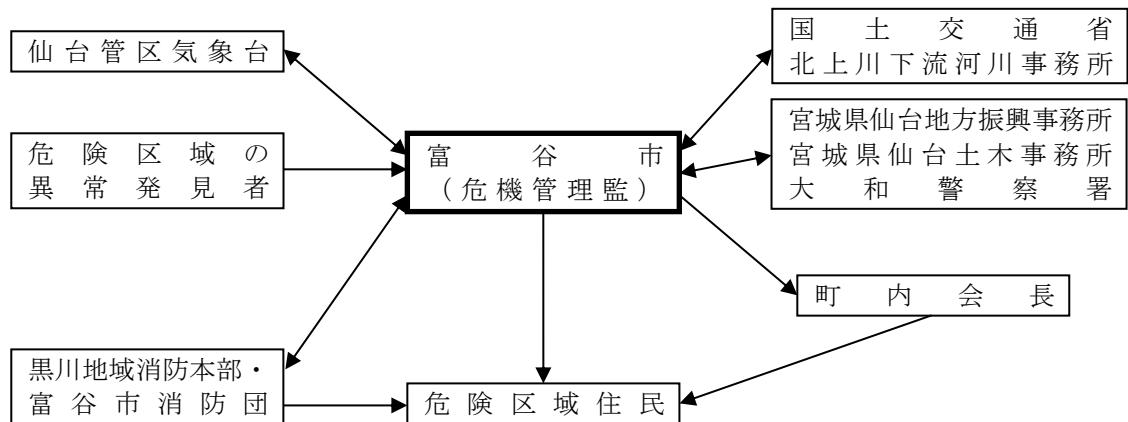 仙台管区気象台
国土交通省
北上川下流河川事務所
危険区域の
異常発見者
富谷市
（危機管理監）
宮城県仙台地方振興事務所
宮城県仙台土木事務所
大和警察署
町内会長
黒川地域消防本部・
富谷市消防団
危険区域住民